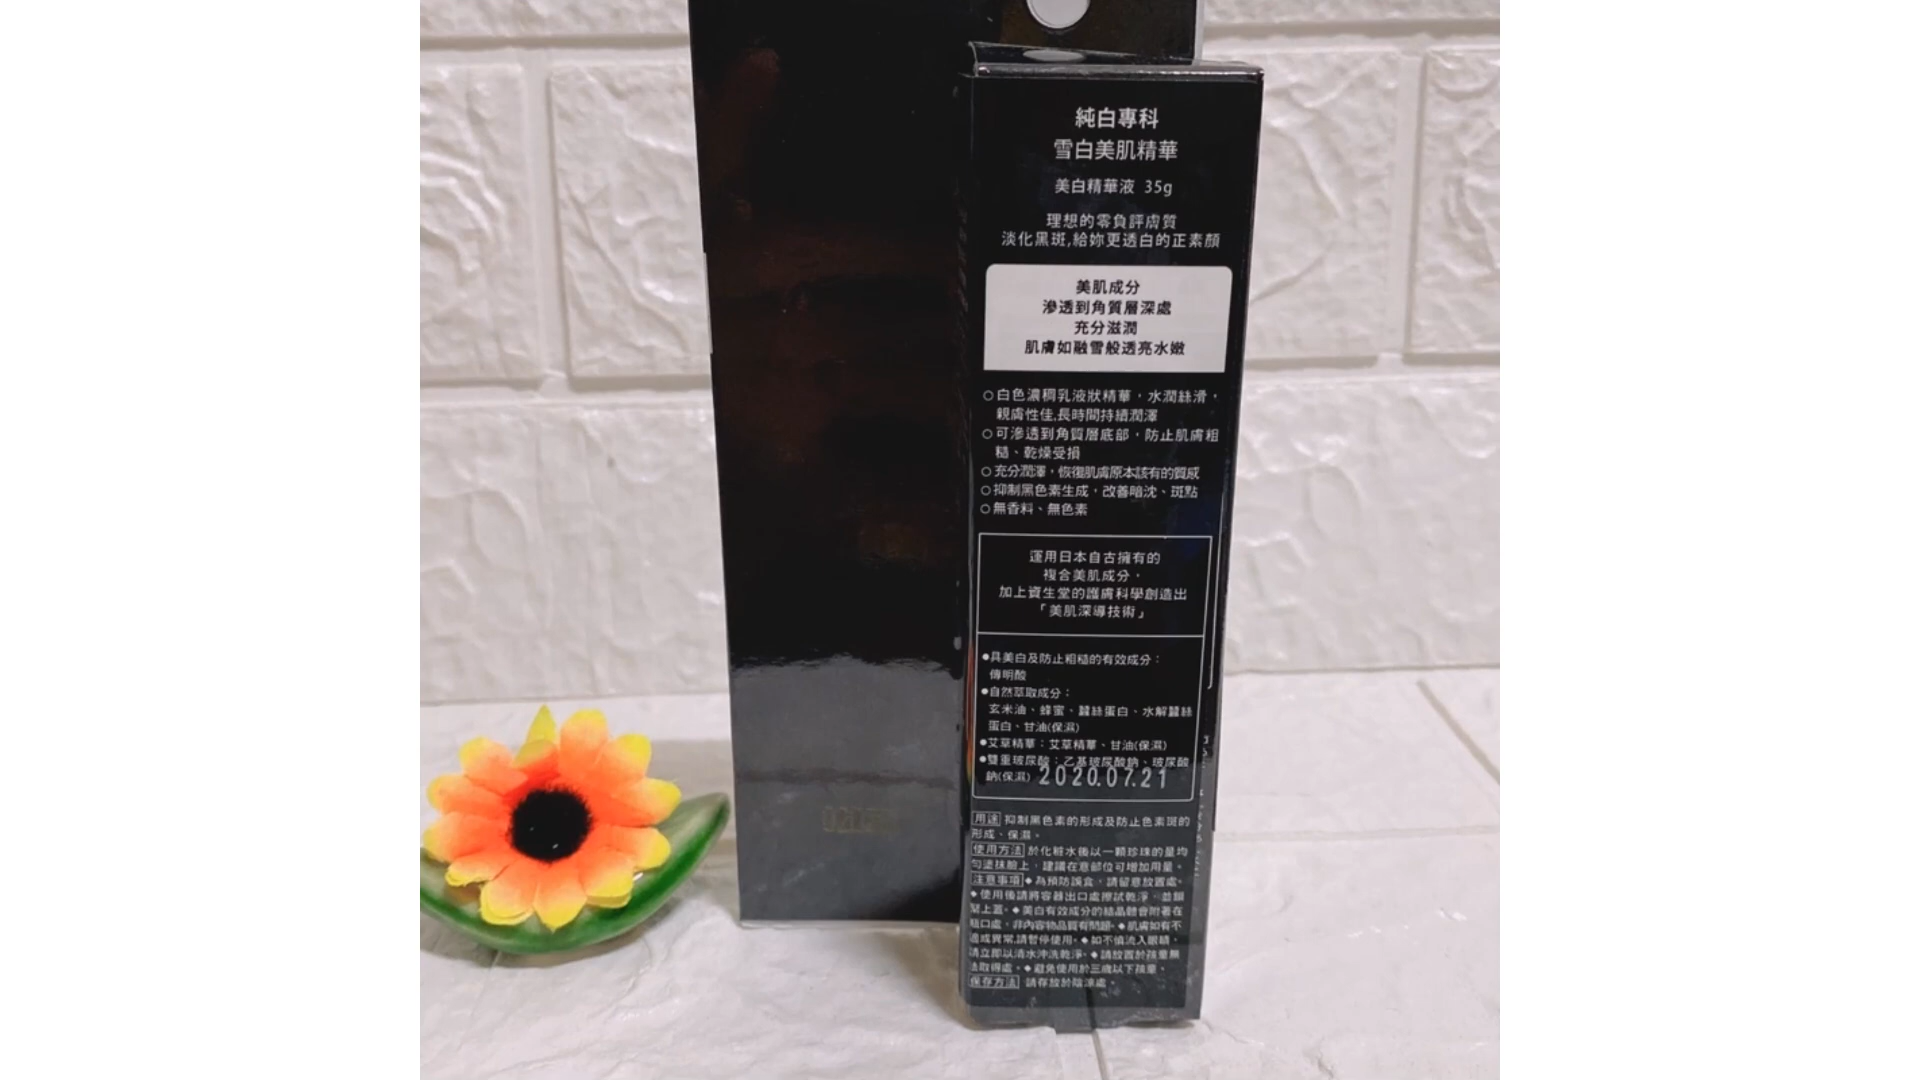 純白專科
雪白美肌精華
美白精華液 35g
理想的零負評膚質
淡化黑斑,給妳更透白的正素顏
美肌成分
滲透到角質層深處
充分滋潤
肌膚如融雪般透亮水嫩
○白色濃稠乳液狀精華，水潤絲滑，
親膚性佳,長時間持續潤澤
○可滲透到角質層底部，防止肌膚粗
糙、乾燥受損
○充分潤澤，恢復肌膚原本該有的質感
○抑制黑色素生成，改善暗沈、斑點
○無香料、無色素
運用日本自古擁有的
複合美肌成分，
加上資生堂的護膚科學創造出
「美肌深導技術」
●具美白及防止粗糙的有效成分：
傳明酸
●自然萃取成分：
玄米油、蜂蜜、蠶絲蛋白、水解蠶絲
蛋白、甘油(保濕)
●艾草精華：艾草精華、甘油(保濕)
●雙重玻尿酸：乙基玻尿酸鈉、玻尿酸
鈉(保濕)
2020.07.21
用途 抑制黑色素的形成及防止色素斑的
形成、保濕。
使用方法 於化粧水後以一顆珍珠的量均
勻塗抹臉上，建議在意部位可增加用量。
注意事項 ◆為預防誤食，請留意放置處。
◆使用後請將容器出口處擦拭乾淨，並鎖
緊上蓋。◆美白有效成分的結晶體會附著在
瓶口處，非內容物品質有問題。◆肌膚如有不
適或異常,請暫停使用。◆如不慎流入眼睛，
請立即以清水沖洗乾淨。◆請放置於孩童無
法取得處。◆避免使用於三歲以下孩童。
保存方法 請存放於陰涼處。